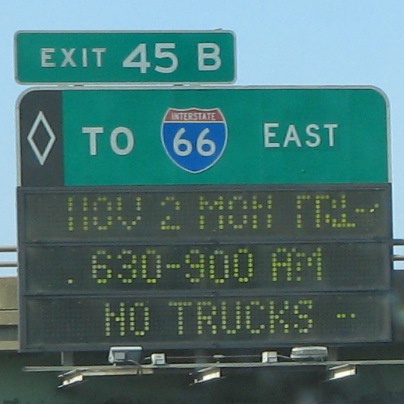 EXIT 45 B
TO INTERSTATE 66 EAST
HOV 2 MON FRI-
630-900 AM
NO TRUCKS